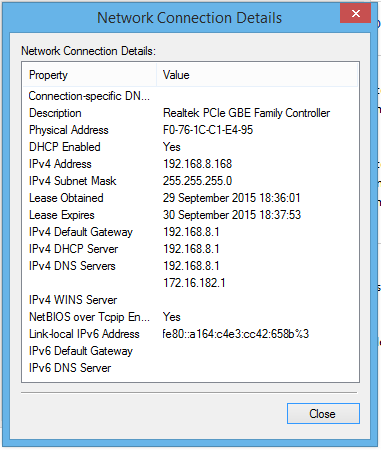 Network Connection Details
Network Connection Details:
Property Value
Connection-specific DN...
Description Realtek PCIe GBE Family Controller
Physical Address F0-76-1C-C1-E4-95
DHCP Enabled Yes
IPv4 Address 192.168.8.168
IPv4 Subnet Mask 255.255.255.0
Lease Obtained 29 September 2015 18:36:01
Lease Expires 30 September 2015 18:37:53
IPv4 Default Gateway 192.168.8.1
IPv4 DHCP Server 192.168.8.1
IPv4 DNS Servers 192.168.8.1
172.16.182.1
IPv4 WINS Server
NetBIOS over Tcpip En... Yes
Link-local IPv6 Address fe80::a164:c4e3:cc42:658b%3
IPv6 Default Gateway
IPv6 DNS Server
Close